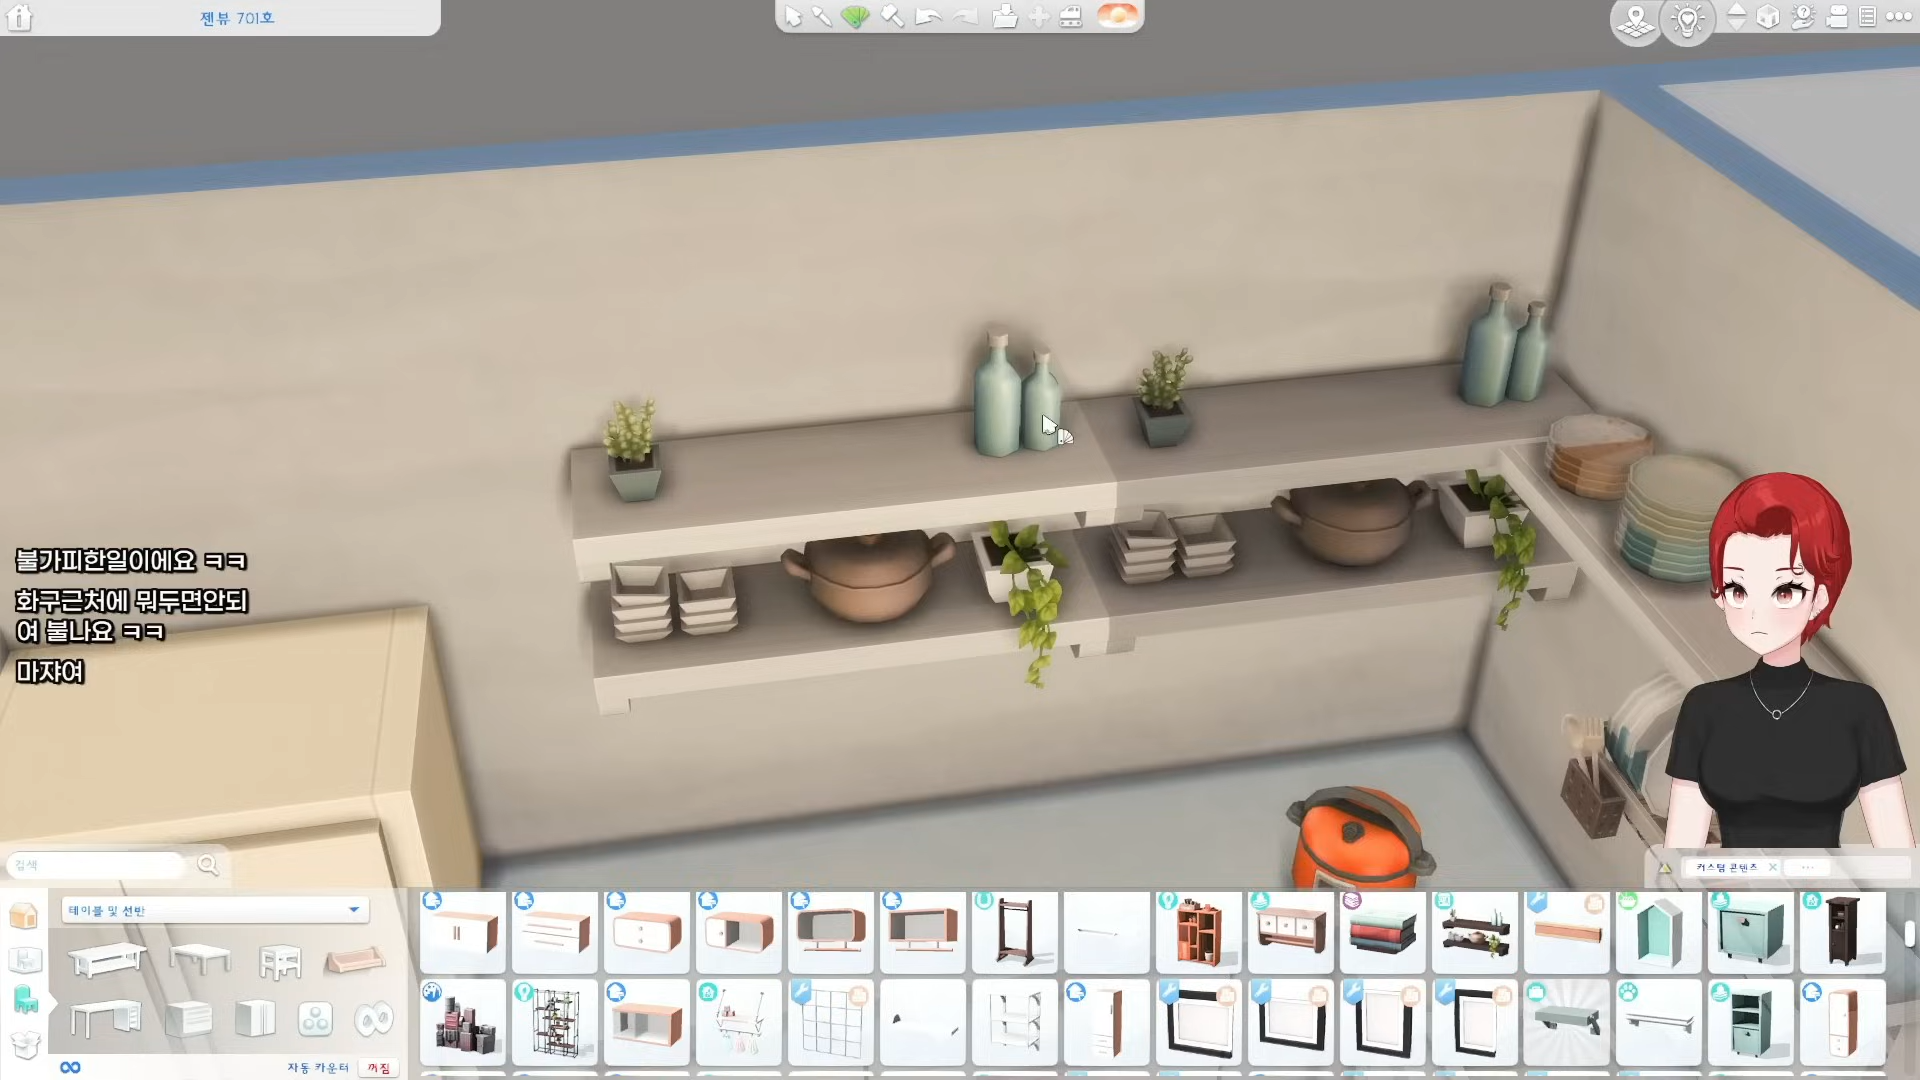 젠뷰 701호
불가피한일이에요 ㅋㅋ
화구근처에 뭐두면안되
여 불나요 ㅋㅋ
마쟈여
검색
테이블 및 선반
자동 카운터 꺼짐
커스텀 콘텐츠